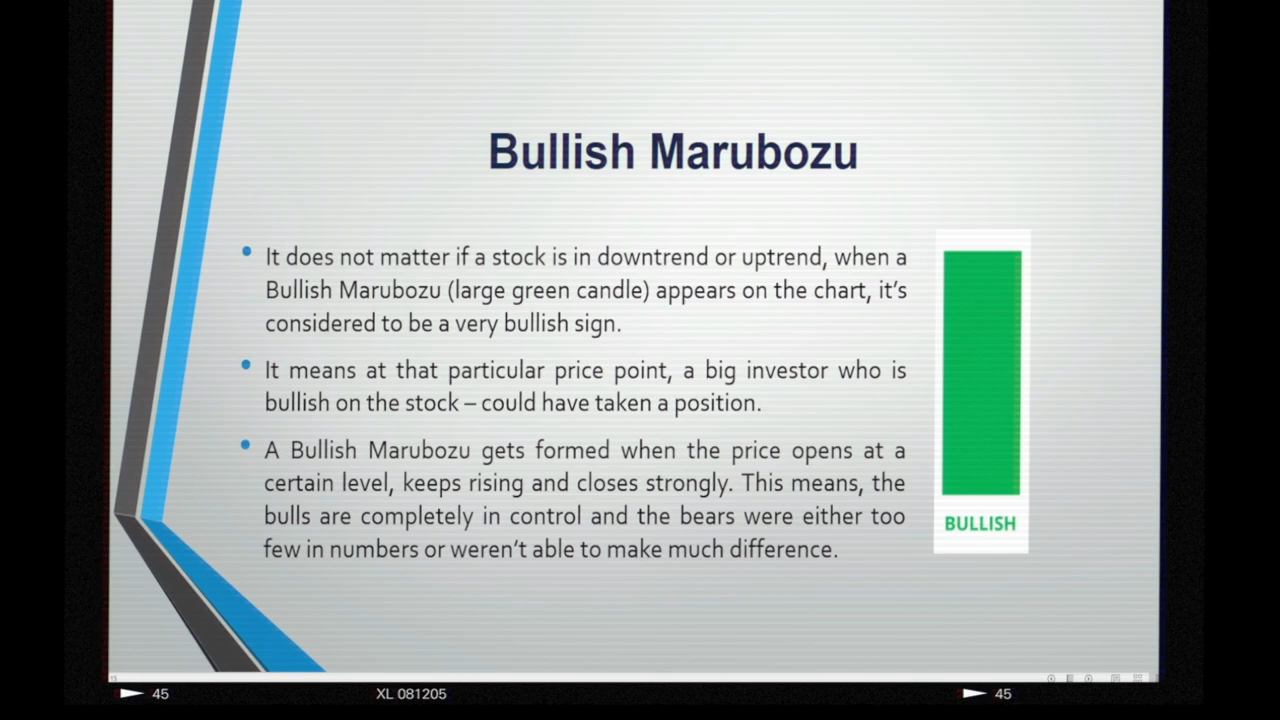 Bullish Marubozu
It does not matter if a stock is in downtrend or uptrend, when a
Bullish Marubozu (large green candle) appears on the chart, it's
considered to be a very bullish sign.
It means at that particular price point, a big investor who is
bullish on the stock – could have taken a position.
A Bullish Marubozu gets formed when the price opens at a
certain level, keeps rising and closes strongly. This means, the
bulls are completely in control and the bears were either too
few in numbers or weren't able to make much difference.
BULLISH
45
XL 081205
45